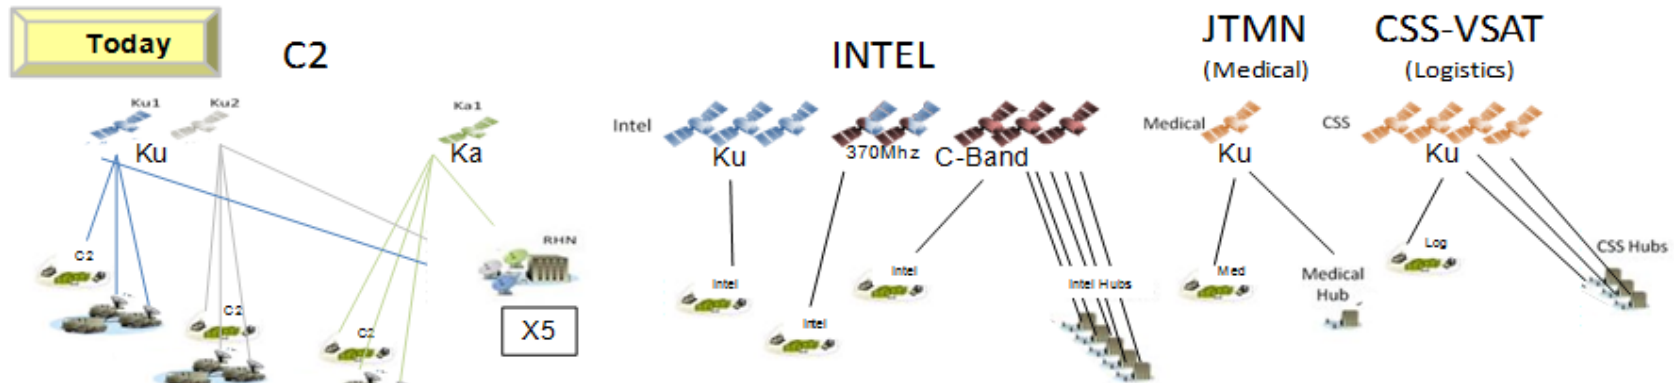 Today
C2
INTEL
JTMN
(Medical)
CSS-VSAT
(Logistics)
Ku1
Ku2
Ka1
Ku
Ka
Intel
Ku
370Mhz
C-Band
Medical
Ku
CSS
Ku
C2
C2
C2
RHN
X5
Intel
Intel
Intel
Intel Hubs
Med
Medical
Hub
Log
CSS Hubs